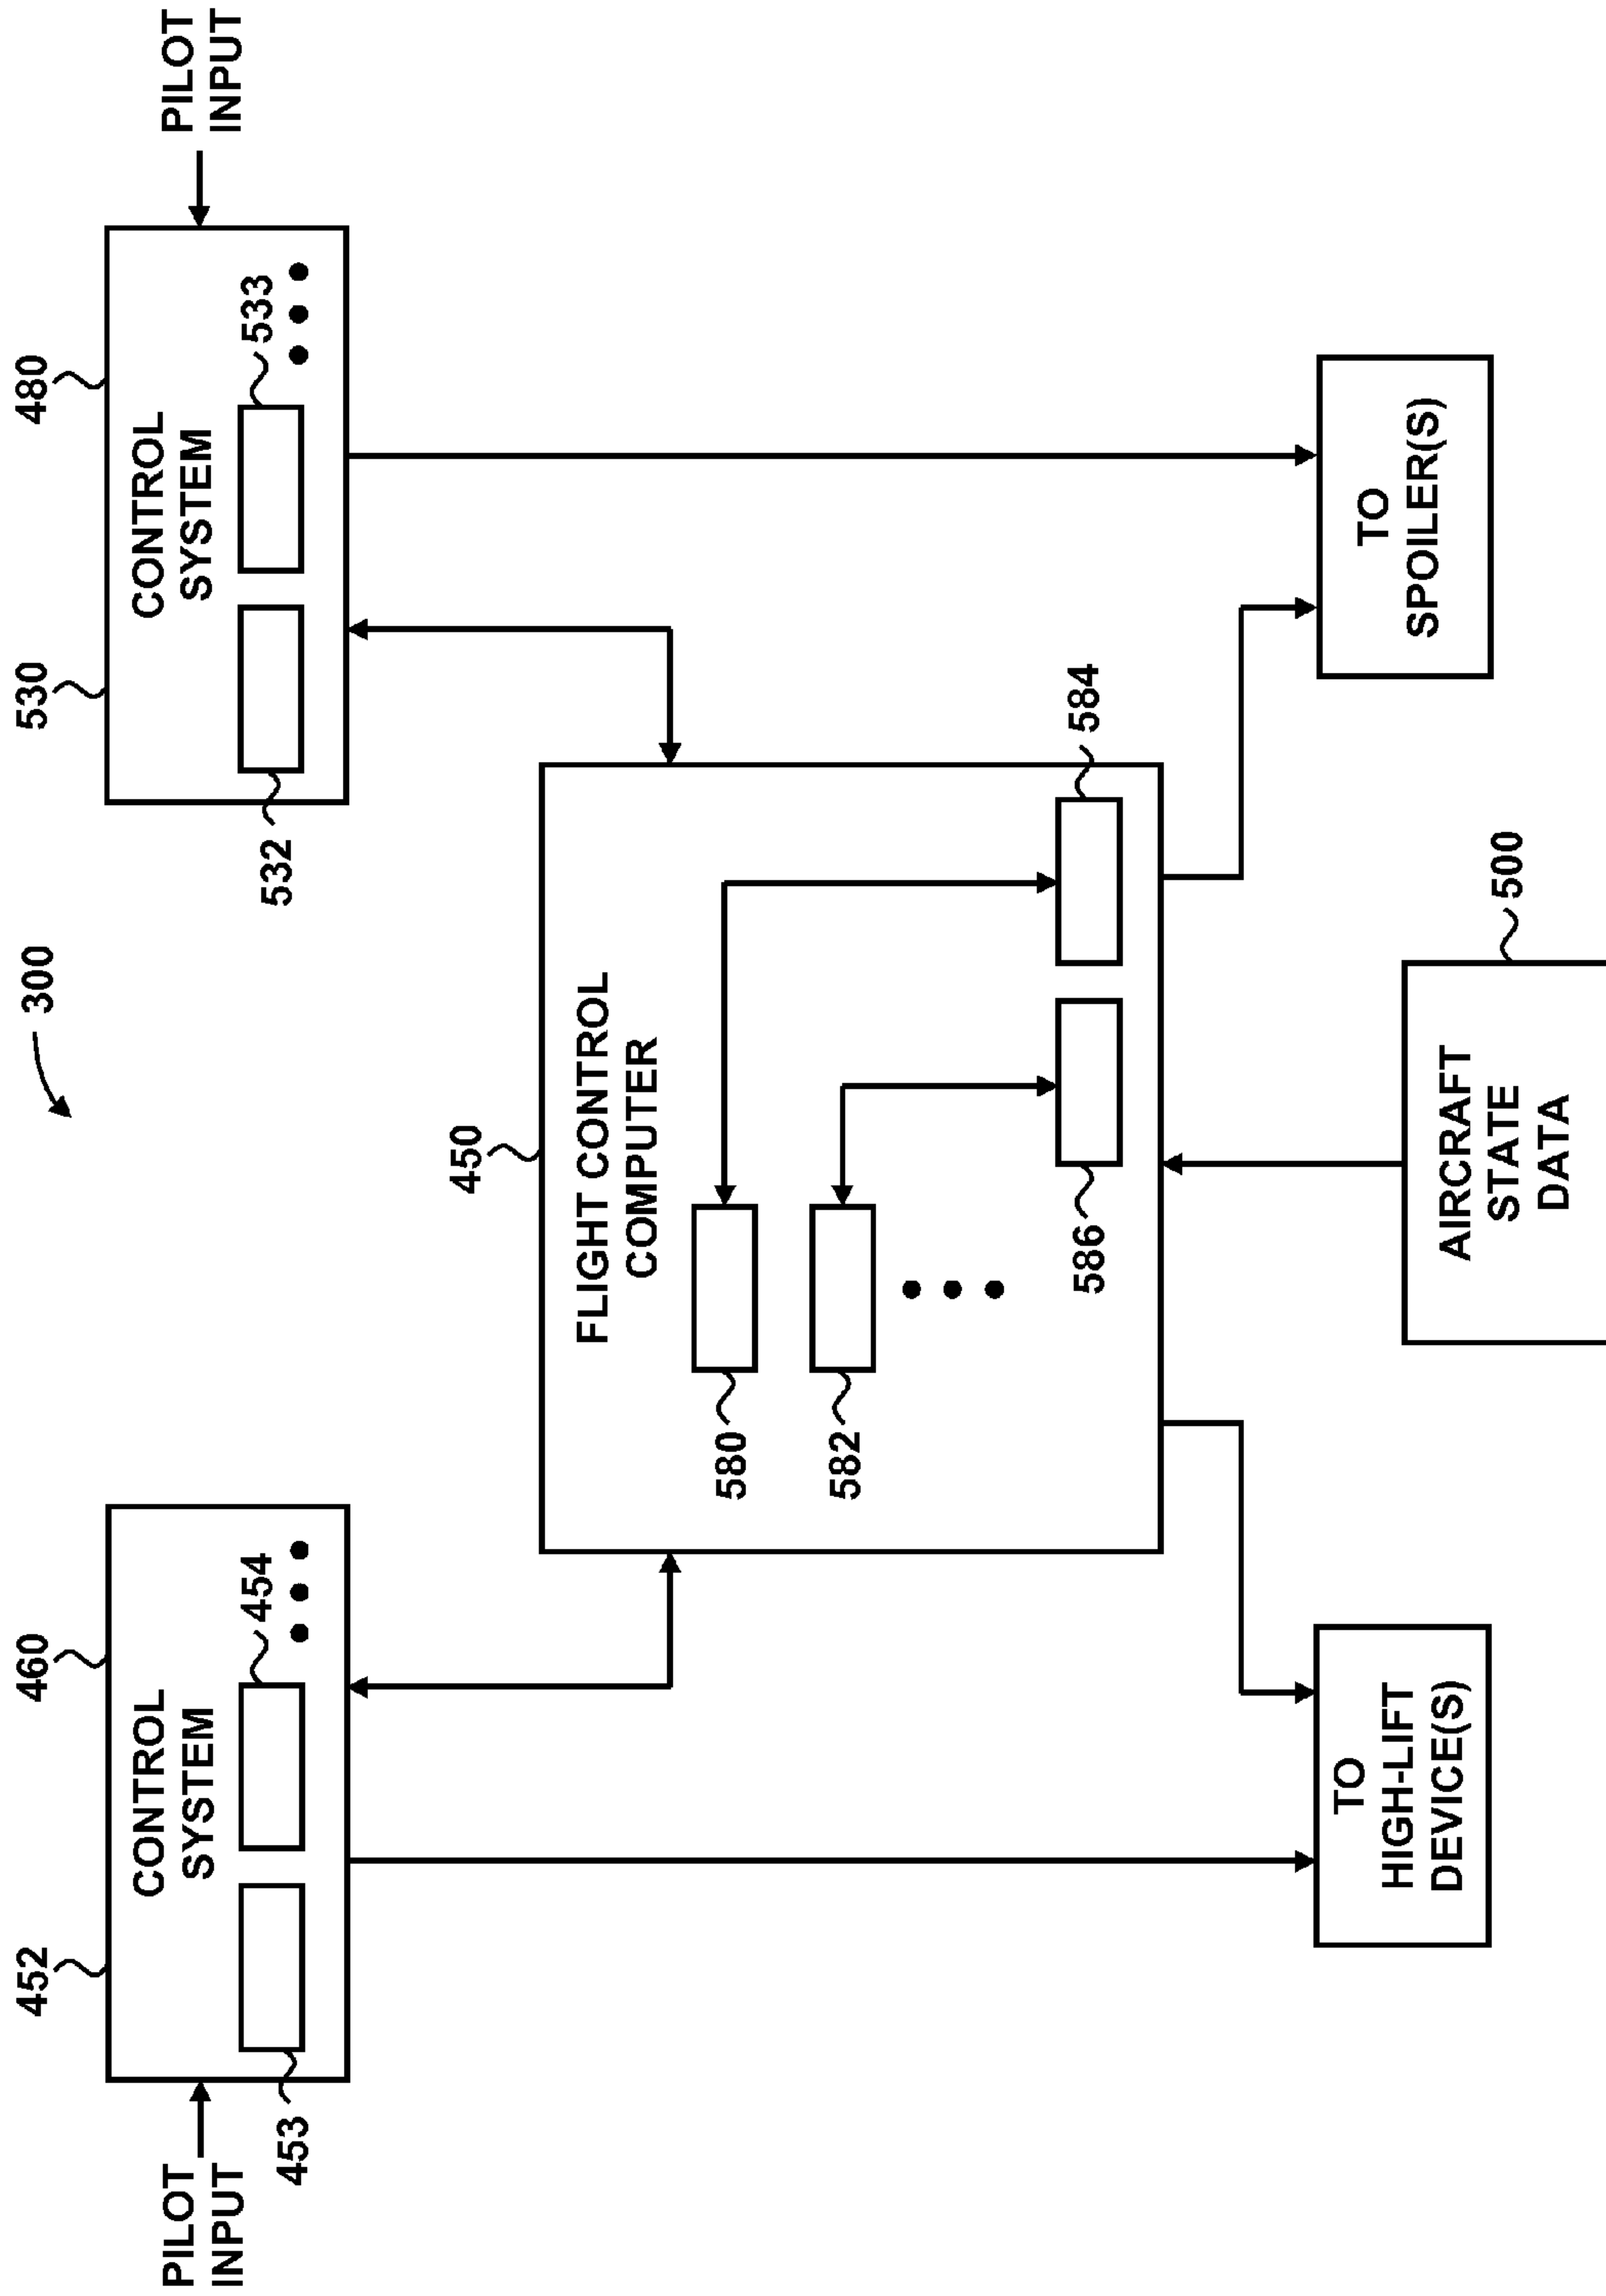 300
452
460
CONTROL
SYSTEM
454
453
PILOT
INPUT
530
480
CONTROL
SYSTEM
533
532
PILOT
INPUT
450
FLIGHT CONTROL
COMPUTER
580
582
586
584
TO
HIGH-LIFT
DEVICE(S)
AIRCRAFT
STATE
DATA
500
TO
SPOILER(S)